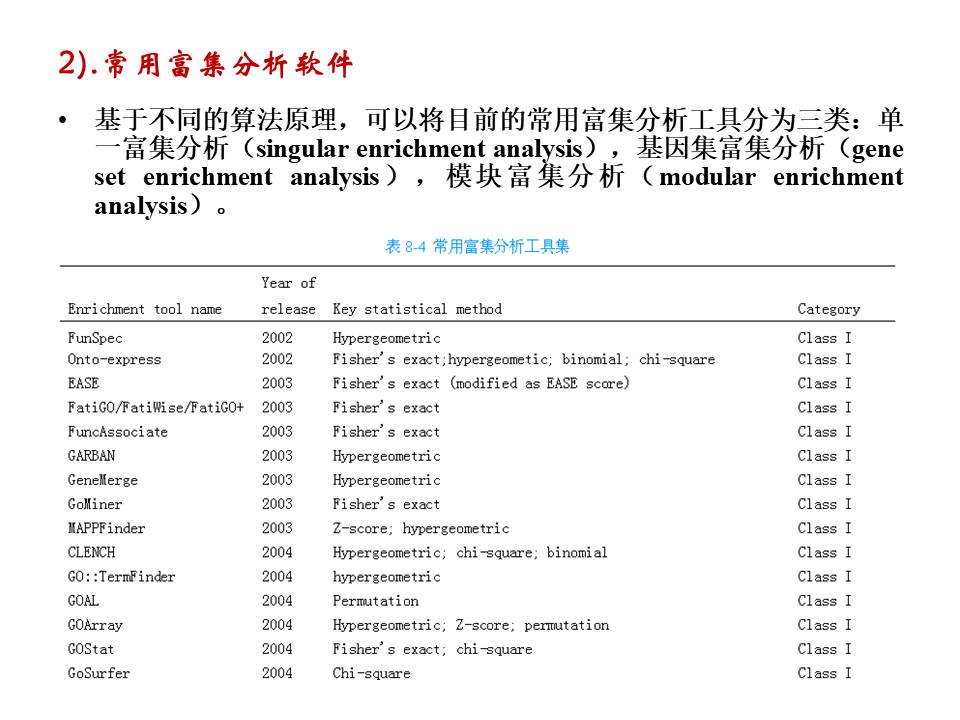 2).常用富集分析软件
• 基于不同的算法原理，可以将目前的常用富集分析工具分为三类：单
一富集分析（singular enrichment analysis），基因集富集分析（gene
set enrichment analysis），模块富集分析（modular enrichment
analysis）。
表 8-4 常用富集分析工具集
Year of
Enrichment tool name release Key statistical method Category
FunSpec 2002 Hypergeometric Class I
Onto-express 2002 Fisher's exact;hypergeometic; binomial; chi-square Class I
EASE 2003 Fisher's exact (modified as EASE score) Class I
FatiGO/FatiWise/FatiGO+ 2003 Fisher's exact Class I
FuncAssociate 2003 Fisher's exact Class I
GARBAN 2003 Hypergeometric Class I
GeneMerge 2003 Hypergeometric Class I
GoMiner 2003 Fisher's exact Class I
MAPPFinder 2003 Z-score; hypergeometric Class I
CLENCH 2004 Hypergeometric; chi-square; binomial Class I
GO::TermFinder 2004 hypergeometric Class I
GOAL 2004 Permutation Class I
GOArray 2004 Hypergeometric; Z-score; permutation Class I
GOStat 2004 Fisher's exact; chi-square Class I
GoSurfer 2004 Chi-square Class I